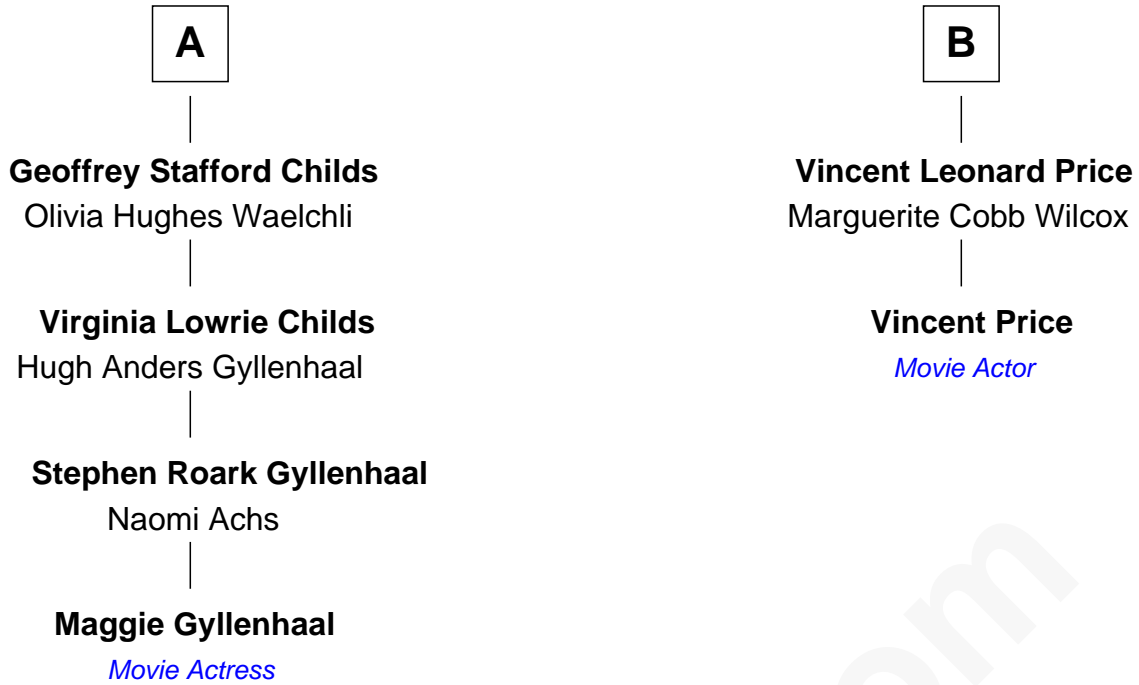 A
B
Geoffrey Stafford Childs
Olivia Hughes Waelchli
Vincent Leonard Price
Marguerite Cobb Wilcox
Virginia Lowrie Childs
Hugh Anders Gyllenhaal
Vincent Price
Movie Actor
Stephen Roark Gyllenhaal
Naomi Achs
Maggie Gyllenhaal
Movie Actress
om